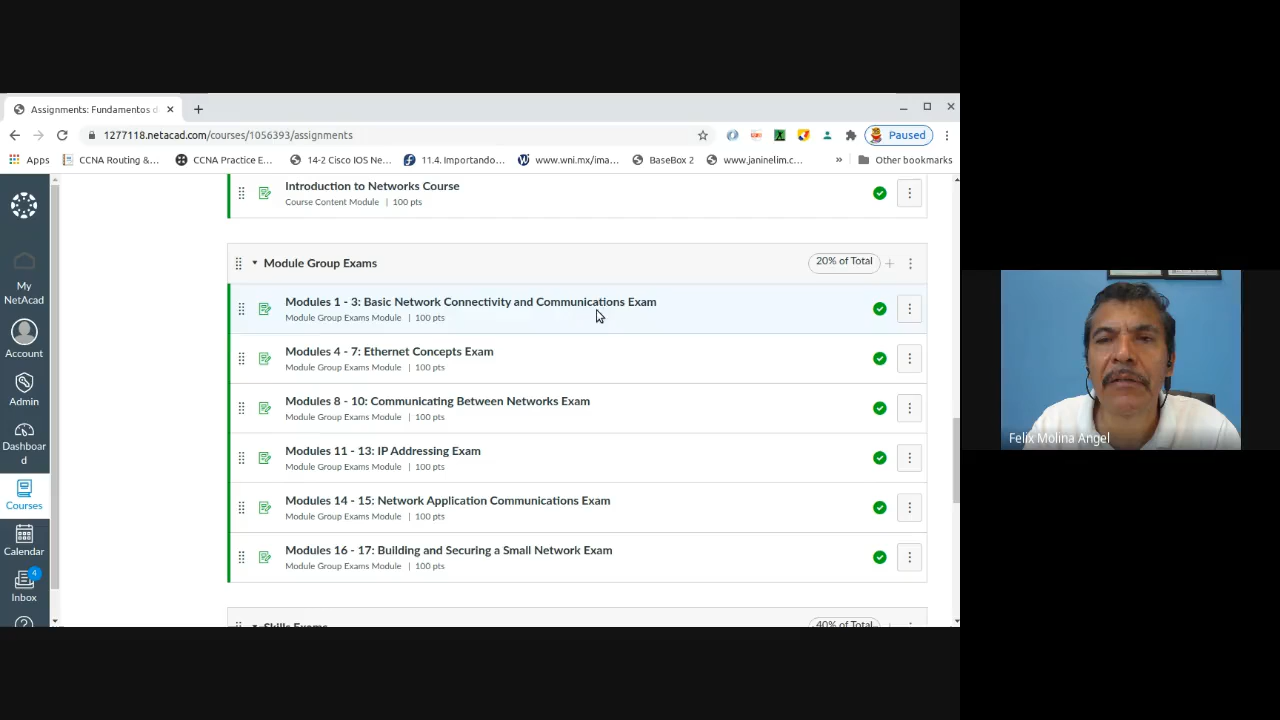 Assignments: Fundamentos d
1277118.netacad.com/courses/1056393/assignments
Paused
Apps
CCNA Routing &...
CCNA Practice E...
14-2 Cisco IOS Ne...
11.4. Importando...
www.wni.mx/ima...
BaseBox 2
www.janinelim.c...
»
Other bookmarks
My
NetAcad
Account
Admin
Dashboar
d
Courses
Calendar
4
Inbox
Introduction to Networks Course
Course Content Module | 100 pts
Module Group Exams
20% of Total
Modules 1 - 3: Basic Network Connectivity and Communications Exam
Module Group Exams Module | 100 pts
Modules 4 - 7: Ethernet Concepts Exam
Module Group Exams Module | 100 pts
Modules 8 - 10: Communicating Between Networks Exam
Module Group Exams Module | 100 pts
Modules 11 - 13: IP Addressing Exam
Module Group Exams Module | 100 pts
Modules 14 - 15: Network Application Communications Exam
Module Group Exams Module | 100 pts
Modules 16 - 17: Building and Securing a Small Network Exam
Module Group Exams Module | 100 pts
Skills Exams
40% of Total
Felix Molina Angel